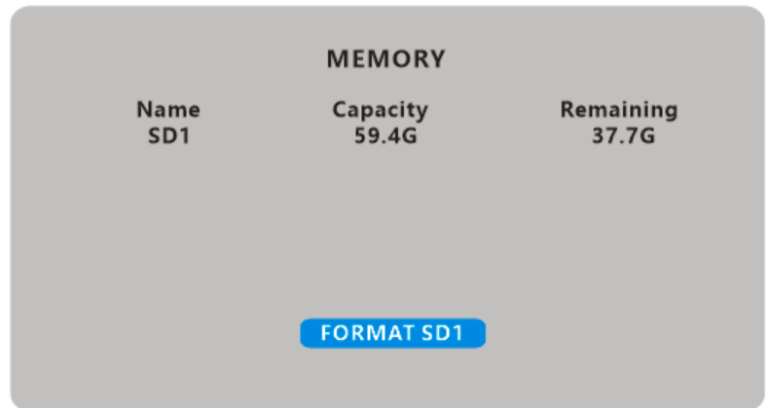 MEMORY
Name Capacity Remaining
SD1 59.4G 37.7G
FORMAT SD1